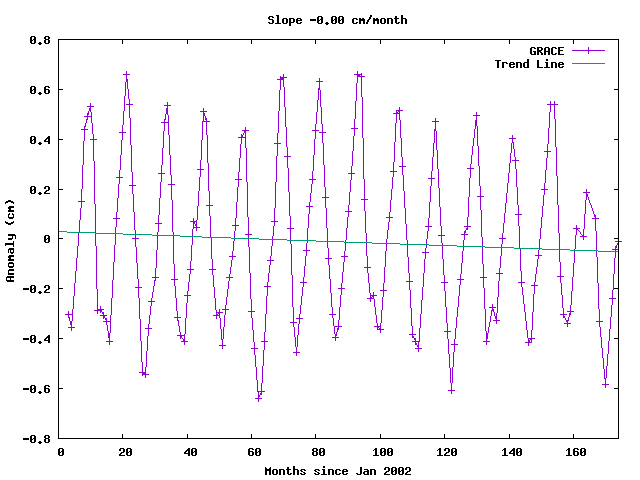 Slope -0.00 cm/month
GRACE
Trend Line
0.8
0.6
0.4
0.2
0
-0.2
-0.4
-0.6
-0.8
Anomaly (cm)
0 20 40 60 80 100 120 140 160
Months since Jan 2002